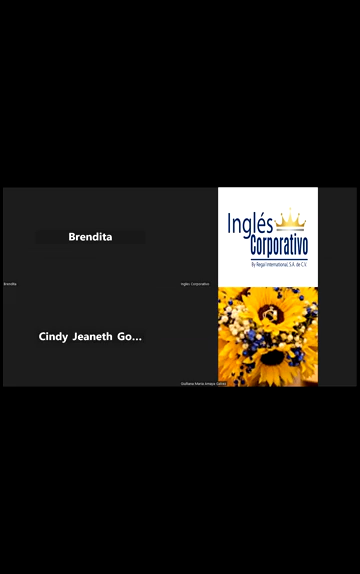 Brendita
Inglés
Corporativo
By Regal International, S.A. de C.V.
Brendita
Inglés Corporativo
Cindy Jeaneth Go...